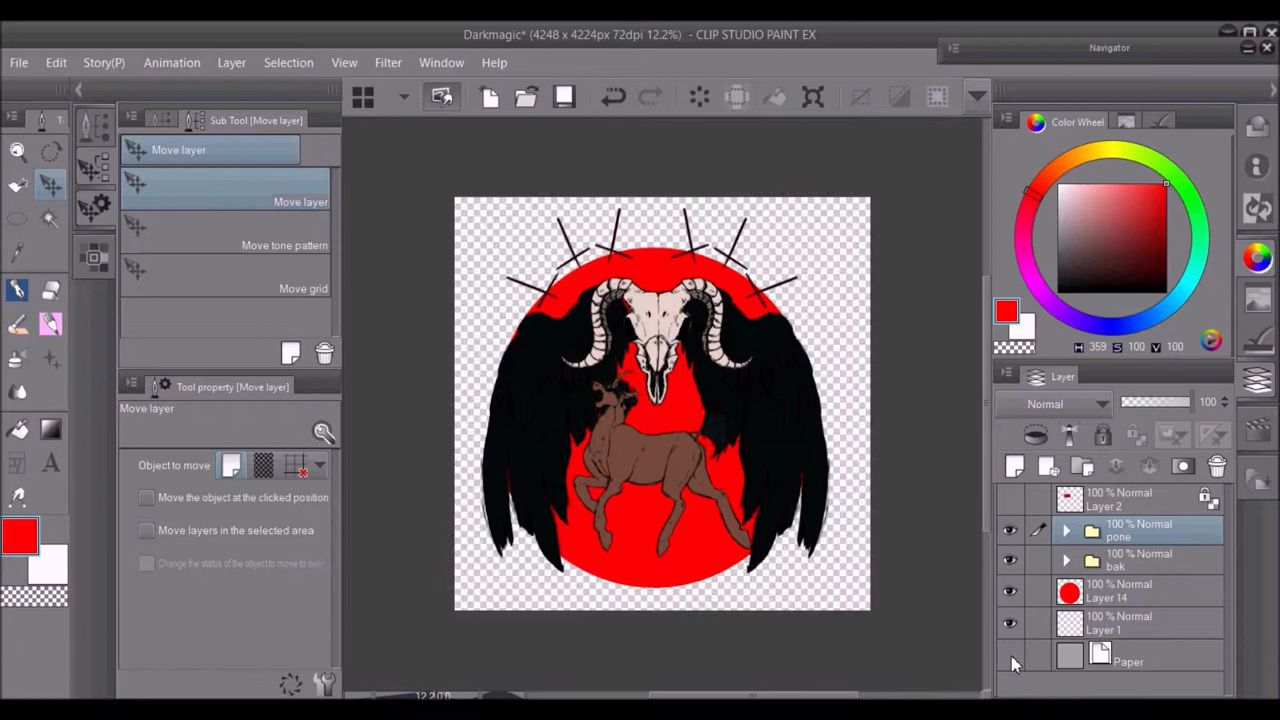 Darkmagic* (4248 x 4224px 72dpi 12.2%) - CLIP STUDIO PAINT EX
Navigator
File Edit Story(P) Animation Layer Selection View Filter Window Help
T.
Sub Tool [Move layer]
Color Wheel
Move layer
Move layer
Move tone pattern
Move grid
H 359 S 100 V 100
Tool property [Move layer]
Layer
Move layer
Normal
100
Object to move
Move the object at the clicked position
Move layers in the selected area
Change the status of the object to move to sele
100 % Normal
Layer 2
100 % Normal
pone
100 % Normal
bak
100 % Normal
Layer 14
100 % Normal
Layer 1
Paper
12.2